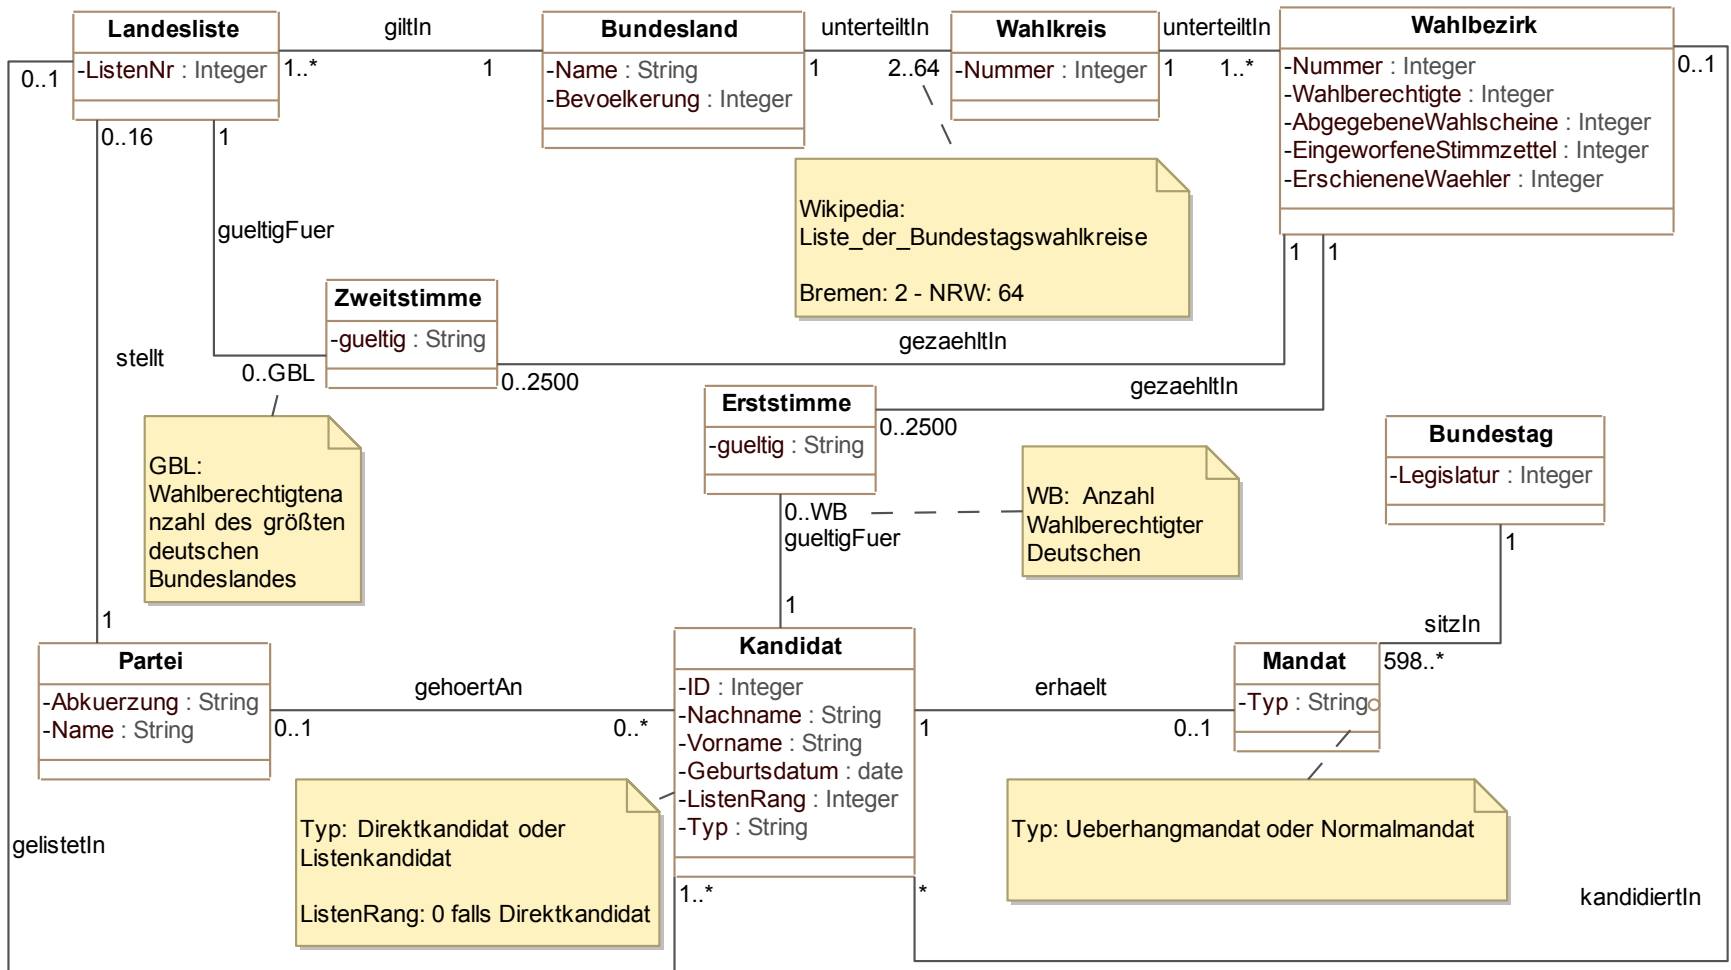 Landesliste
-ListenNr : Integer
giltIn
1..*
1
Bundesland
-Name : String
-Bevoelkerung : Integer
unterteiltIn
1
2..64
Wahlkreis
-Nummer : Integer
unterteiltIn
1
1..*
Wahlbezirk
-Nummer : Integer
-Wahlberechtigte : Integer
-AbgegebeneWahlscheine : Integer
-EingeworfeneStimmzettel : Integer
-ErschieneneWaehler : Integer
0..1
0..1
0..16
1
gueltigFuer
Wikipedia:
Liste_der_Bundestagswahlkreise
Bremen: 2 - NRW: 64
1
1
Zweitstimme
-gueltig : String
stellt
0..GBL
0..2500
gezaehltIn
gezaehltIn
Erststimme
-gueltig : String
0..2500
GBL:
Wahlberechtigtena
nzahl des größten
deutschen
Bundeslandes
0..WB
gueltigFuer
WB: Anzahl
Wahlberechtigter
Deutschen
Bundestag
-Legislatur : Integer
1
sitzIn
598..*
1
1
Partei
-Abkuerzung : String
-Name : String
gehoertAn
0..1
0..*
Kandidat
-ID : Integer
-Nachname : String
-Vorname : String
-Geburtsdatum : date
-ListenRang : Integer
-Typ : String
erhaelt
1
0..1
Mandat
-Typ : String
Typ: Direktkandidat oder
Listenkandidat
ListenRang: 0 falls Direktkandidat
Typ: Ueberhangmandat oder Normalmandat
gelistetIn
1..*
*
kandidiertIn